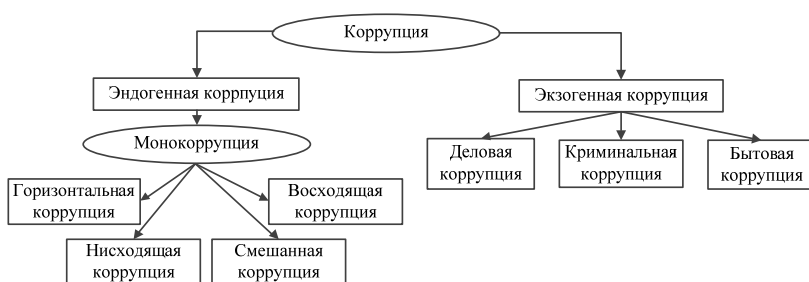 Коррупция
Эндогенная коррпуция
Экзогенная коррупция
Монокоррупция
Деловая
коррупция
Криминальная
коррупция
Бытовая
коррупция
Горизонтальная
коррупция
Восходящая
коррупция
Нисходящая
коррупция
Смешанная
коррупция